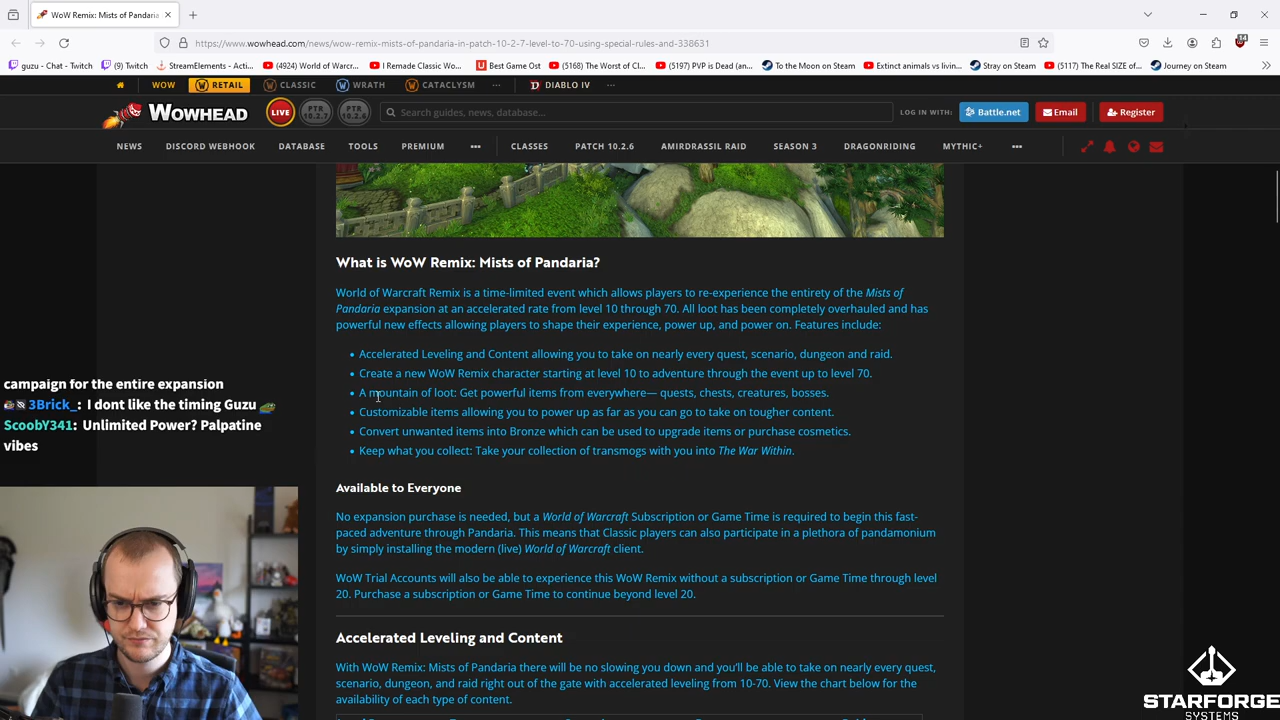 WoW Remix: Mists of Pandaria
https://www.wowhead.com/news/wow-remix-mists-of-pandaria-in-patch-10-2-7-level-to-70-using-special-rules-and-338631
guzu - Chat - Twitch
(9) Twitch
StreamElements - Acti...
(4924) World of Warcr...
I Remade Classic Wo...
Best Game Ost
(5168) The Worst of Cl...
(5197) PVP is Dead (an...
To the Moon on Steam
Extinct animals vs livin...
Stray on Steam
(5117) The Real SIZE of...
Journey on Steam
WOW
RETAIL
CLASSIC
WRATH
CATACLYSM
...
DIABLO IV
...
WOWHEAD
LIVE
PTR 10.2.7
PTR 10.2.6
Search guides, news, database...
LOG IN WITH:
Battle.net
Email
Register
NEWS
DISCORD WEBHOOK
DATABASE
TOOLS
PREMIUM
...
CLASSES
PATCH 10.2.6
AMIRDRASSIL RAID
SEASON 3
DRAGONRIDING
MYTHIC+
...
What is WoW Remix: Mists of Pandaria?
World of Warcraft Remix is a time-limited event which allows players to re-experience the entirety of the Mists of
Pandaria expansion at an accelerated rate from level 10 through 70. All loot has been completely overhauled and has
powerful new effects allowing players to shape their experience, power up, and power on. Features include:
• Accelerated Leveling and Content allowing you to take on nearly every quest, scenario, dungeon and raid.
• Create a new WoW Remix character starting at level 10 to adventure through the event up to level 70.
• A mountain of loot: Get powerful items from everywhere— quests, chests, creatures, bosses.
• Customizable items allowing you to power up as far as you can go to take on tougher content.
• Convert unwanted items into Bronze which can be used to upgrade items or purchase cosmetics.
• Keep what you collect: Take your collection of transmogs with you into The War Within.
Available to Everyone
No expansion purchase is needed, but a World of Warcraft Subscription or Game Time is required to begin this fast-
paced adventure through Pandaria. This means that Classic players can also participate in a plethora of pandamonium
by simply installing the modern (live) World of Warcraft client.
WoW Trial Accounts will also be able to experience this WoW Remix without a subscription or Game Time through level
20. Purchase a subscription or Game Time to continue beyond level 20.
Accelerated Leveling and Content
With WoW Remix: Mists of Pandaria there will be no slowing you down and you'll be able to take on nearly every quest,
scenario, dungeon, and raid right out of the gate with accelerated leveling from 10-70. View the chart below for the
availability of each type of content.
campaign for the entire expansion
3Brick_: I dont like the timing Guzu
ScoobY341: Unlimited Power? Palpatine
vibes
STARFORGE
SYSTEMS